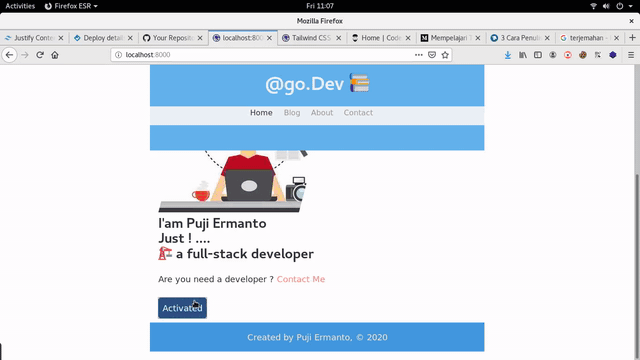 Activities Firefox ESR Fri 11:07
Mozilla Firefox
Justify Conte Deploy detail Your Reposito localhost:800 Tailwind CSS Home | Code Mempelajari T 3 Cara Penuli terjemahan -
localhost:8000
@go.Dev
Home Blog About Contact
I'am Puji Ermanto
Just ! ....
a full-stack developer
Are you need a developer ? Contact Me
Activated
Created by Puji Ermanto, © 2020